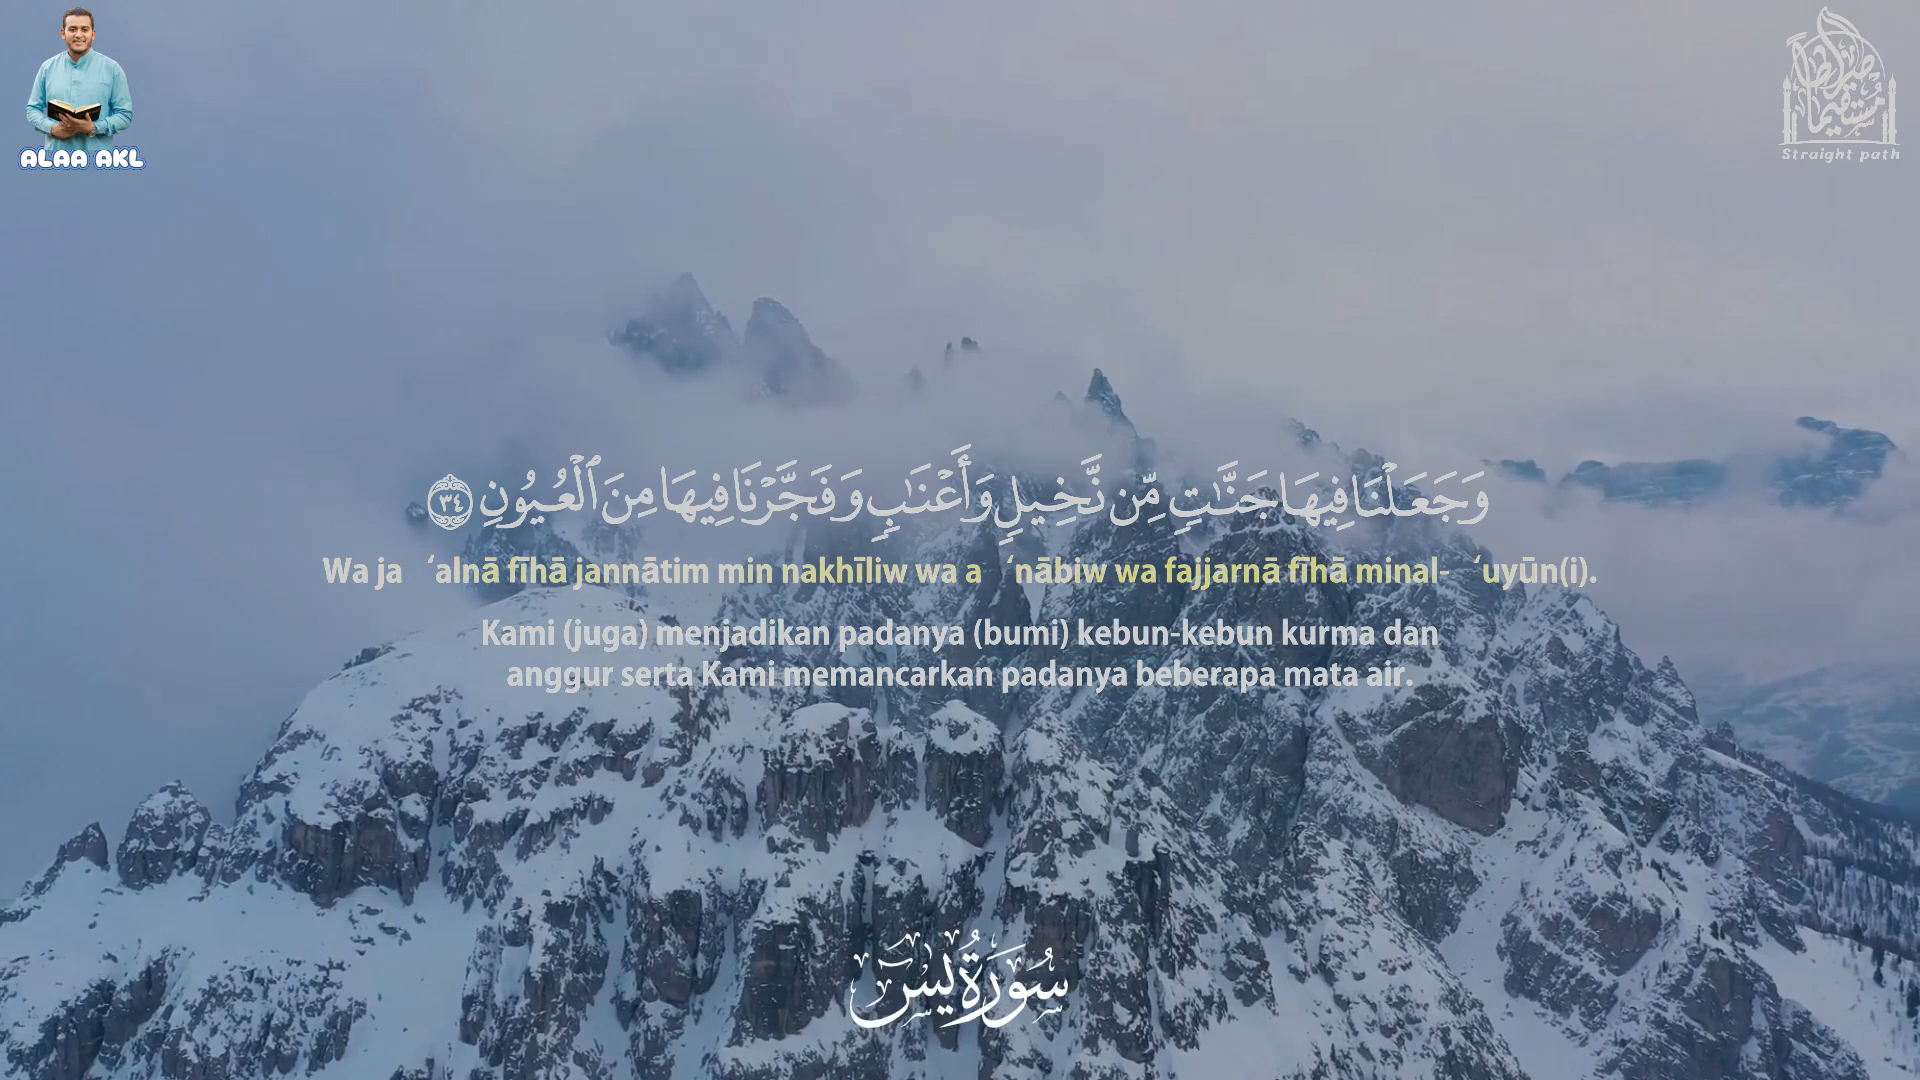 ALAA AKL
صراطا مستقيما
Straight path
وَجَعَلْنَا فِيهَا جَنَّٰتٍ مِّن نَّخِيلٍ وَأَعْنَٰبٍ وَفَجَّرْنَا فِيهَا مِنَ ٱلْعُيُونِ ٣٤
Wa ja‘alnā fīhā jannātim min nakhīliw wa a‘nābiw wa fajjarnā fīhā minal-‘uyūn(i).
Kami (juga) menjadikan padanya (bumi) kebun-kebun kurma dan
anggur serta Kami memancarkan padanya beberapa mata air.
سُورَةُ يسٓ